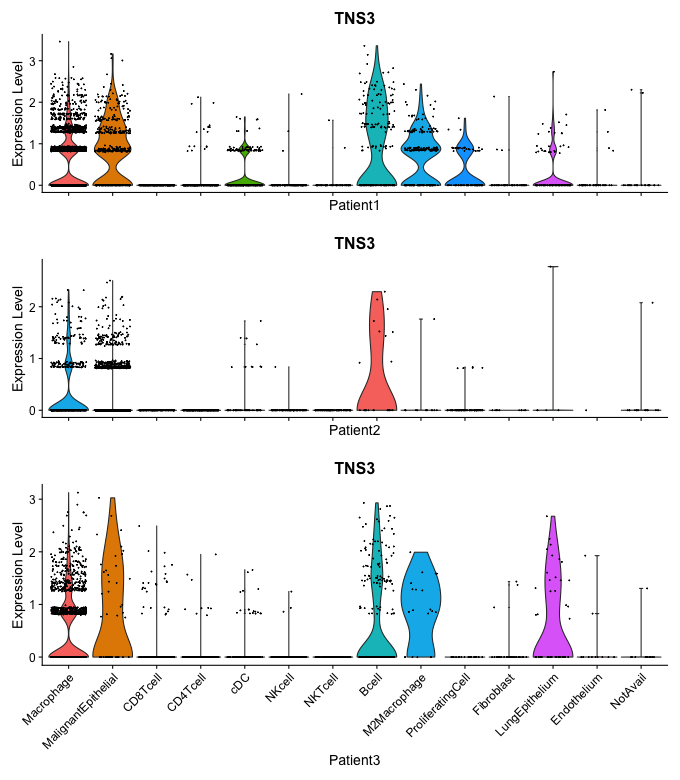 TNS3
Expression Level
3
2
1
0
Patient1
TNS3
Expression Level
2
1
0
Patient2
TNS3
Expression Level
3
2
1
0
Macrophage
MalignantEpithelial
CD8Tcell
CD4Tcell
cDC
NKcell
NKTcell
Bcell
M2Macrophage
ProliferatingCell
Fibroblast
LungEpithelium
Endothelium
NotAvail
Patient3